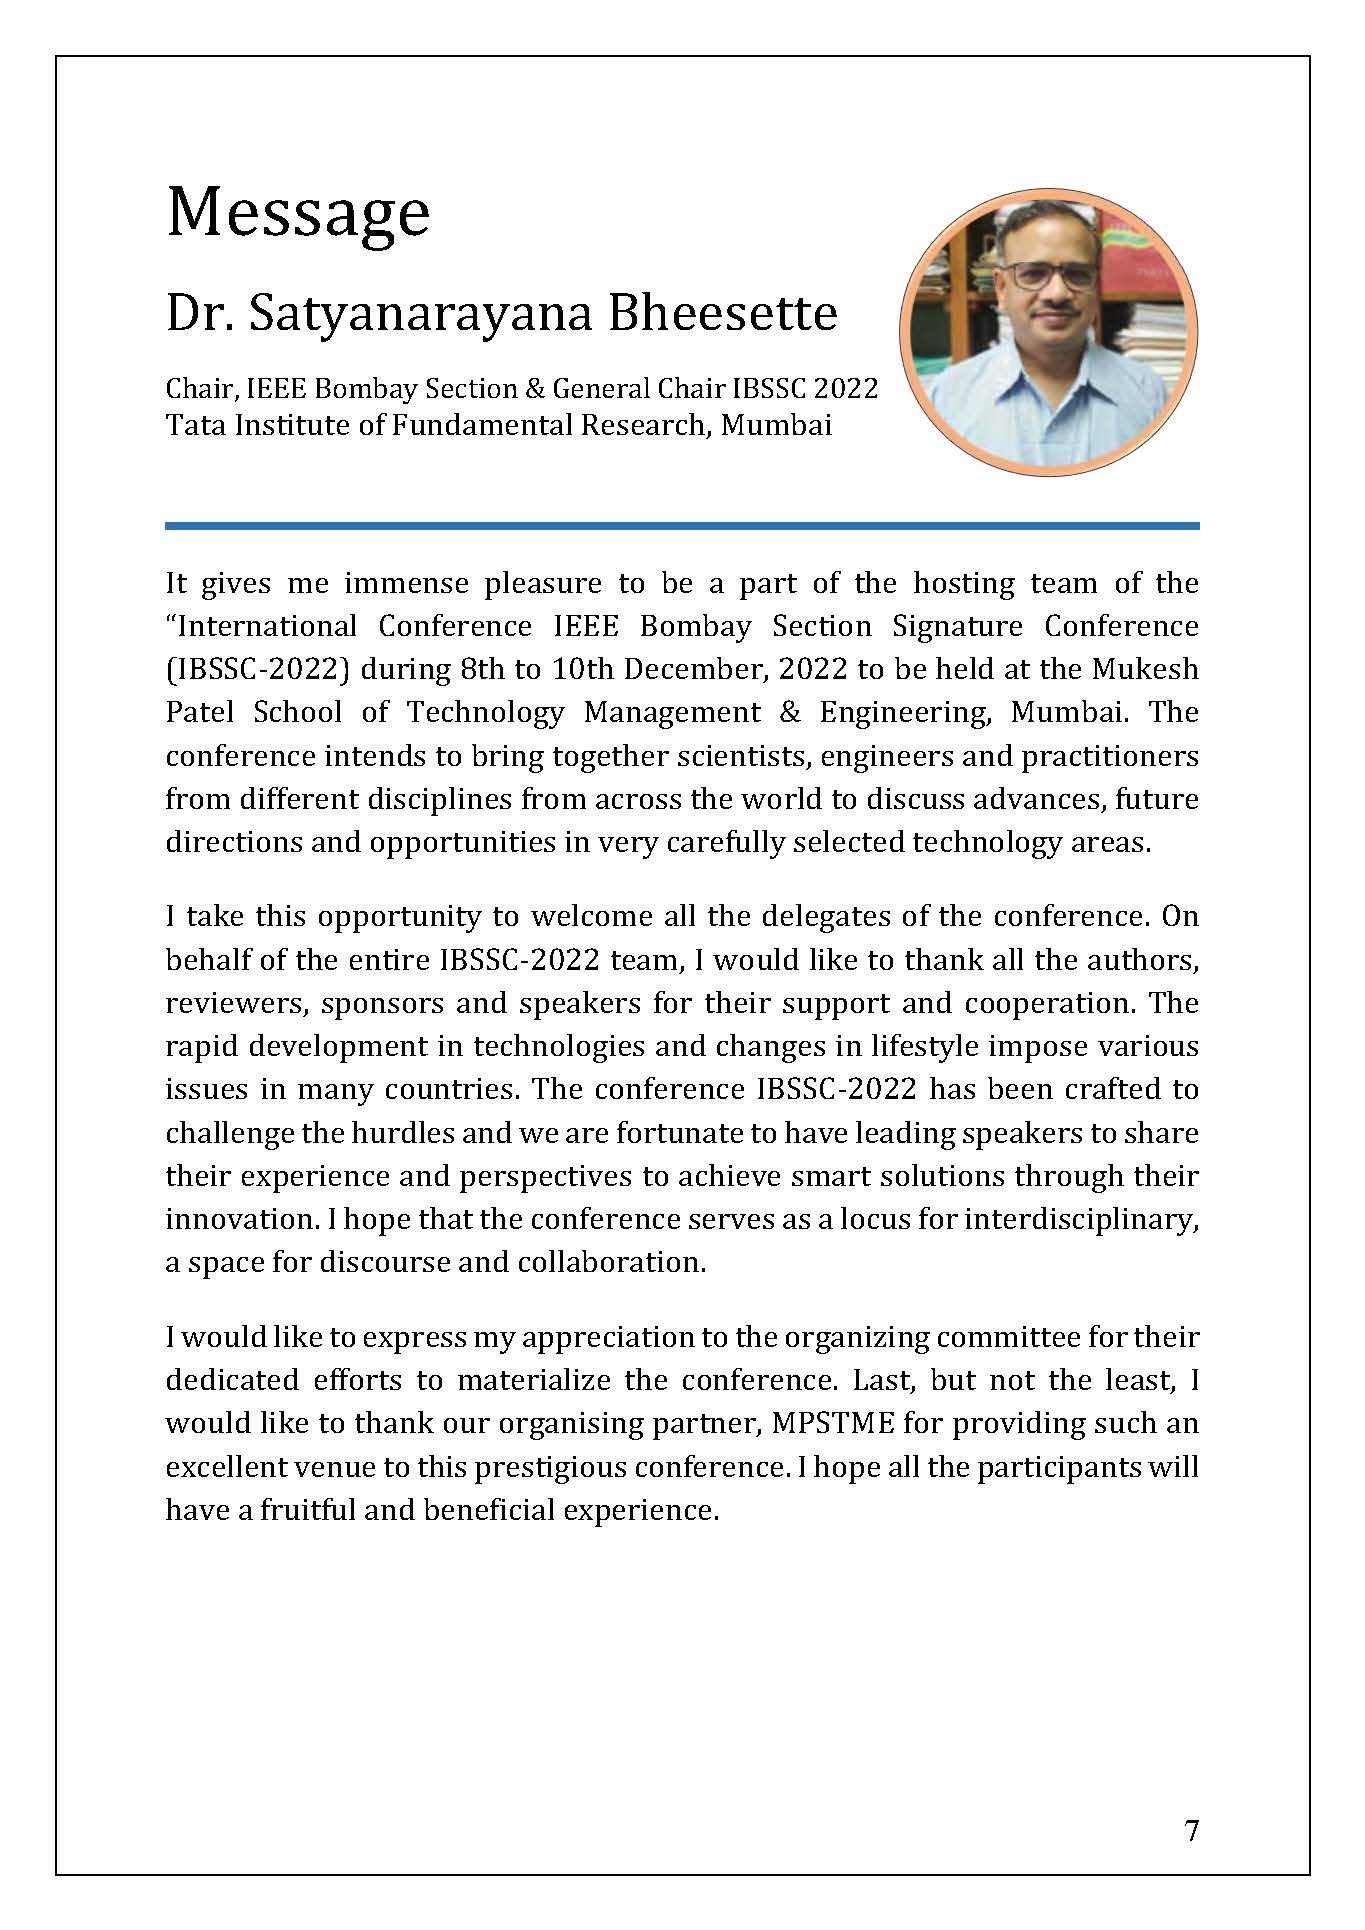 Message
Dr. Satyanarayana Bheesette
Chair, IEEE Bombay Section & General Chair IBSSC 2022
Tata Institute of Fundamental Research, Mumbai
It gives me immense pleasure to be a part of the hosting team of the
“International Conference IEEE Bombay Section Signature Conference
(IBSSC-2022) during 8th to 10th December, 2022 to be held at the Mukesh
Patel School of Technology Management & Engineering, Mumbai. The
conference intends to bring together scientists, engineers and practitioners
from different disciplines from across the world to discuss advances, future
directions and opportunities in very carefully selected technology areas.
I take this opportunity to welcome all the delegates of the conference. On
behalf of the entire IBSSC-2022 team, I would like to thank all the authors,
reviewers, sponsors and speakers for their support and cooperation. The
rapid development in technologies and changes in lifestyle impose various
issues in many countries. The conference IBSSC-2022 has been crafted to
challenge the hurdles and we are fortunate to have leading speakers to share
their experience and perspectives to achieve smart solutions through their
innovation. I hope that the conference serves as a locus for interdisciplinary,
a space for discourse and collaboration.
I would like to express my appreciation to the organizing committee for their
dedicated efforts to materialize the conference. Last, but not the least, I
would like to thank our organising partner, MPSTME for providing such an
excellent venue to this prestigious conference. I hope all the participants will
have a fruitful and beneficial experience.
7